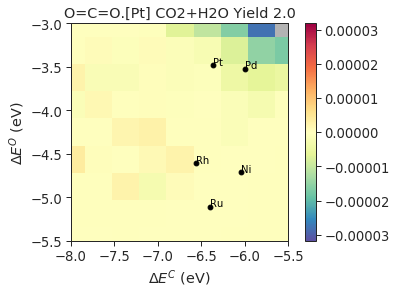 O=C=O.[Pt] CO2+H2O Yield 2.0
−3.0
−3.5
−4.0
−4.5
−5.0
−5.5
ΔE^O (eV)
Pt
Pd
Rh
Ni
Ru
−8.0 −7.5 −7.0 −6.5 −6.0 −5.5
ΔE^C (eV)
0.00003
0.00002
0.00001
0.00000
−0.00001
−0.00002
−0.00003